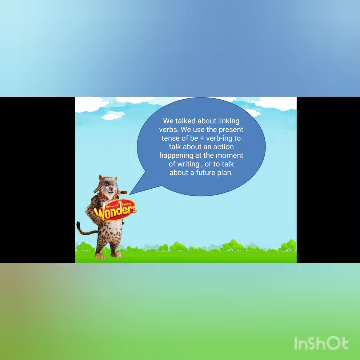 We talked about linking
verbs. We use the present
tense of be + verb-ing to
talk about an action
happening at the moment
of writing , or to talk
about a future plan.
Wonders
InShOt